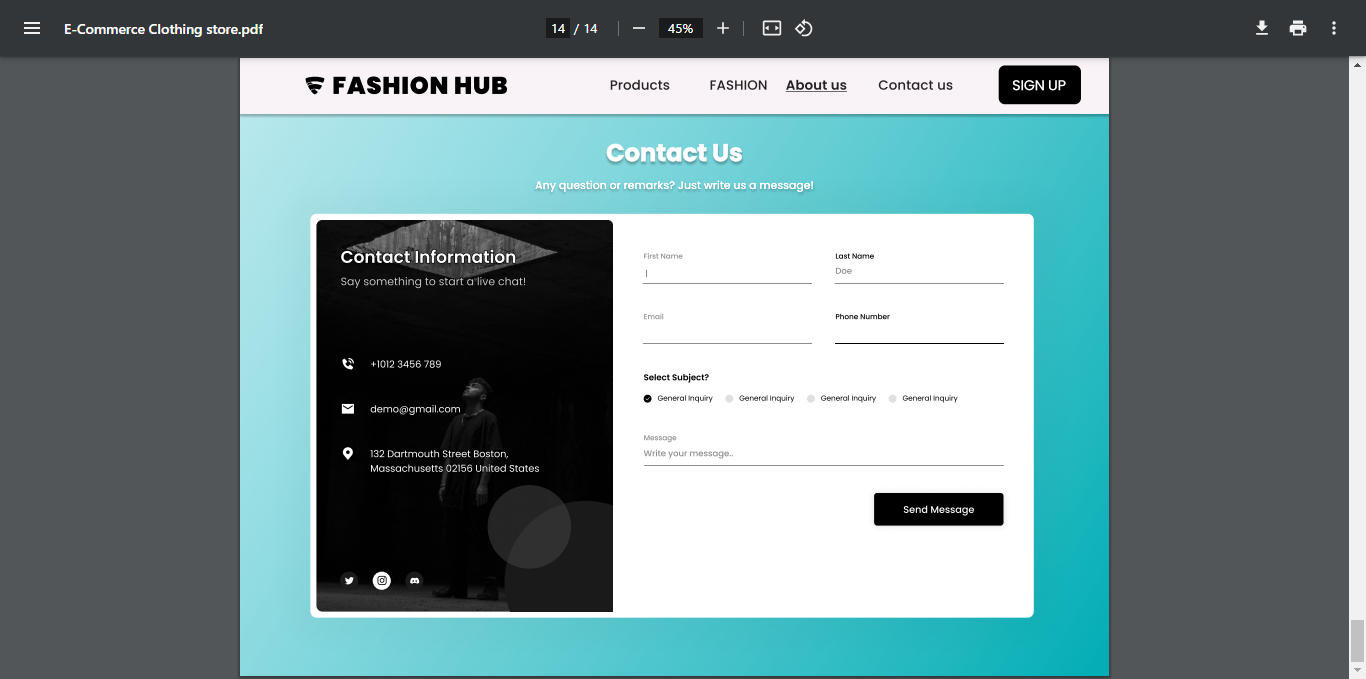 E-Commerce Clothing store.pdf
14 / 14
45%
FASHION HUB
Products
FASHION
About us
Contact us
SIGN UP
Contact Us
Any question or remarks? Just write us a message!
Contact Information
Say something to start a live chat!
+1012 3456 789
demo@gmail.com
132 Dartmouth Street Boston,
Massachusetts 02156 United States
First Name
Last Name
Doe
Email
Phone Number
Select Subject?
General Inquiry General Inquiry General Inquiry General Inquiry
Message
Write your message..
Send Message